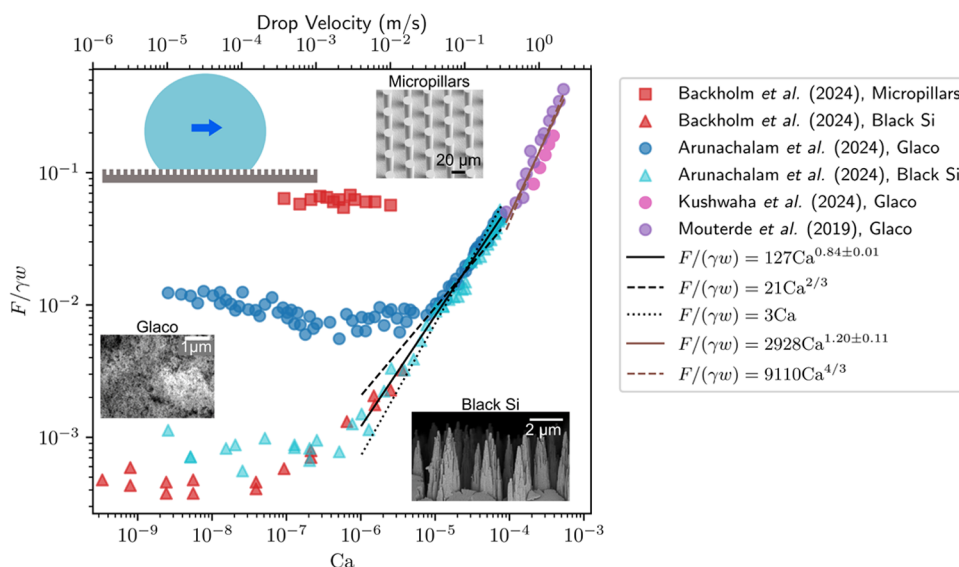 Drop Velocity (m/s)
10⁻⁶ 10⁻⁵ 10⁻⁴ 10⁻³ 10⁻² 10⁻¹ 10⁰
Micropillars
20 μm
10⁻¹
10⁻²
10⁻³
F/γw
Glaco
1μm
Black Si
2 μm
10⁻⁹ 10⁻⁸ 10⁻⁷ 10⁻⁶ 10⁻⁵ 10⁻⁴ 10⁻³
Ca
Backholm et al. (2024), Micropillars
Backholm et al. (2024), Black Si
Arunachalam et al. (2024), Glaco
Arunachalam et al. (2024), Black Si
Kushwaha et al. (2024), Glaco
Mouterde et al. (2019), Glaco
F/(γw) = 127Ca^0.84±0.01
F/(γw) = 21Ca^2/3
F/(γw) = 3Ca
F/(γw) = 2928Ca^1.20±0.11
F/(γw) = 9110Ca^4/3